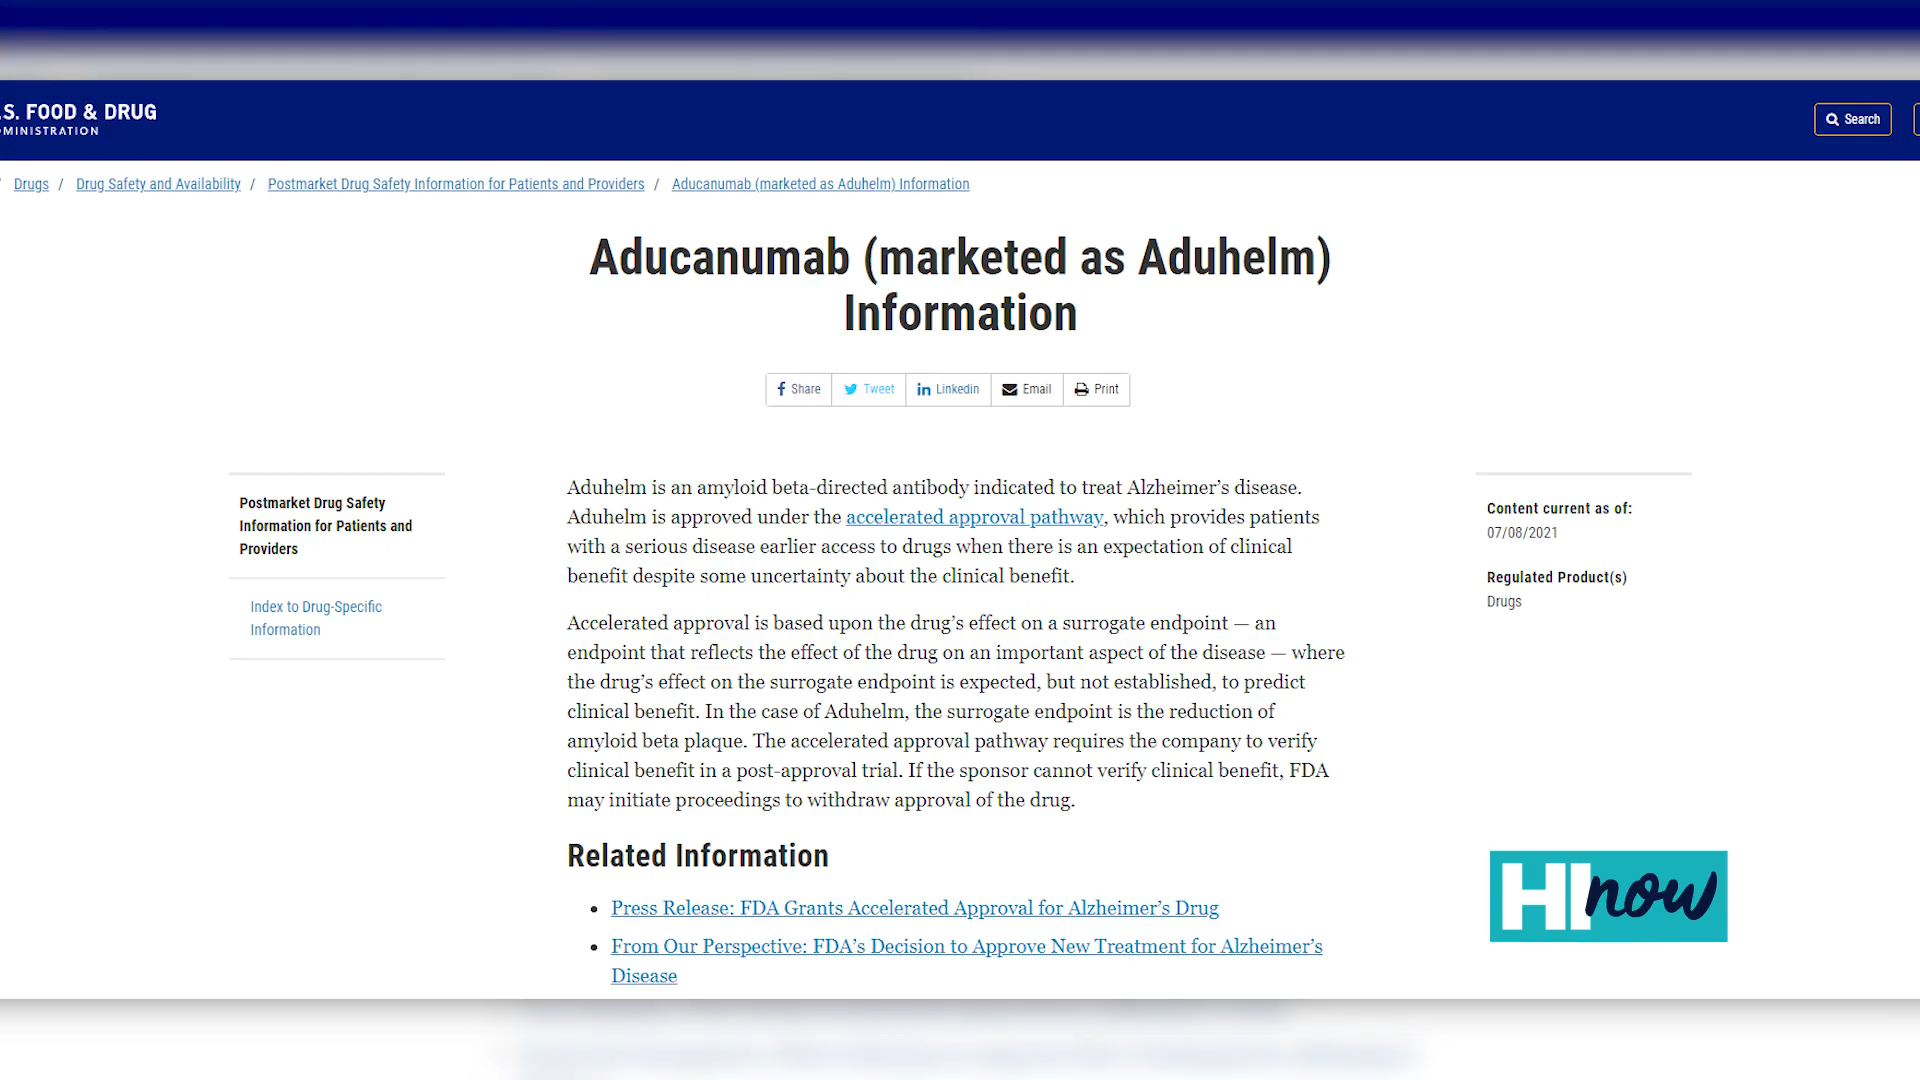 .S. FOOD & DRUG
MINISTRATION
Search
Drugs / Drug Safety and Availability / Postmarket Drug Safety Information for Patients and Providers / Aducanumab (marketed as Aduhelm) Information
Aducanumab (marketed as Aduhelm)
Information
Share Tweet Linkedin Email Print
Postmarket Drug Safety
Information for Patients and
Providers
Index to Drug-Specific
Information
Aduhelm is an amyloid beta-directed antibody indicated to treat Alzheimer’s disease.
Aduhelm is approved under the accelerated approval pathway, which provides patients
with a serious disease earlier access to drugs when there is an expectation of clinical
benefit despite some uncertainty about the clinical benefit.
Accelerated approval is based upon the drug’s effect on a surrogate endpoint — an
endpoint that reflects the effect of the drug on an important aspect of the disease — where
the drug’s effect on the surrogate endpoint is expected, but not established, to predict
clinical benefit. In the case of Aduhelm, the surrogate endpoint is the reduction of
amyloid beta plaque. The accelerated approval pathway requires the company to verify
clinical benefit in a post-approval trial. If the sponsor cannot verify clinical benefit, FDA
may initiate proceedings to withdraw approval of the drug.
Related Information
• Press Release: FDA Grants Accelerated Approval for Alzheimer’s Drug
• From Our Perspective: FDA’s Decision to Approve New Treatment for Alzheimer’s
Disease
Content current as of:
07/08/2021
Regulated Product(s)
Drugs
HI now